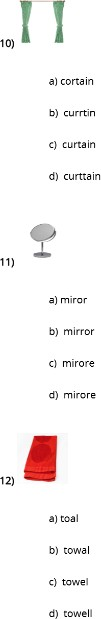 10)
a) cortain
b) currtin
c) curtain
d) curttain
11)
a) miror
b) mirror
c) mirore
d) mirore
12)
a) toal
b) towal
c) towel
d) towell